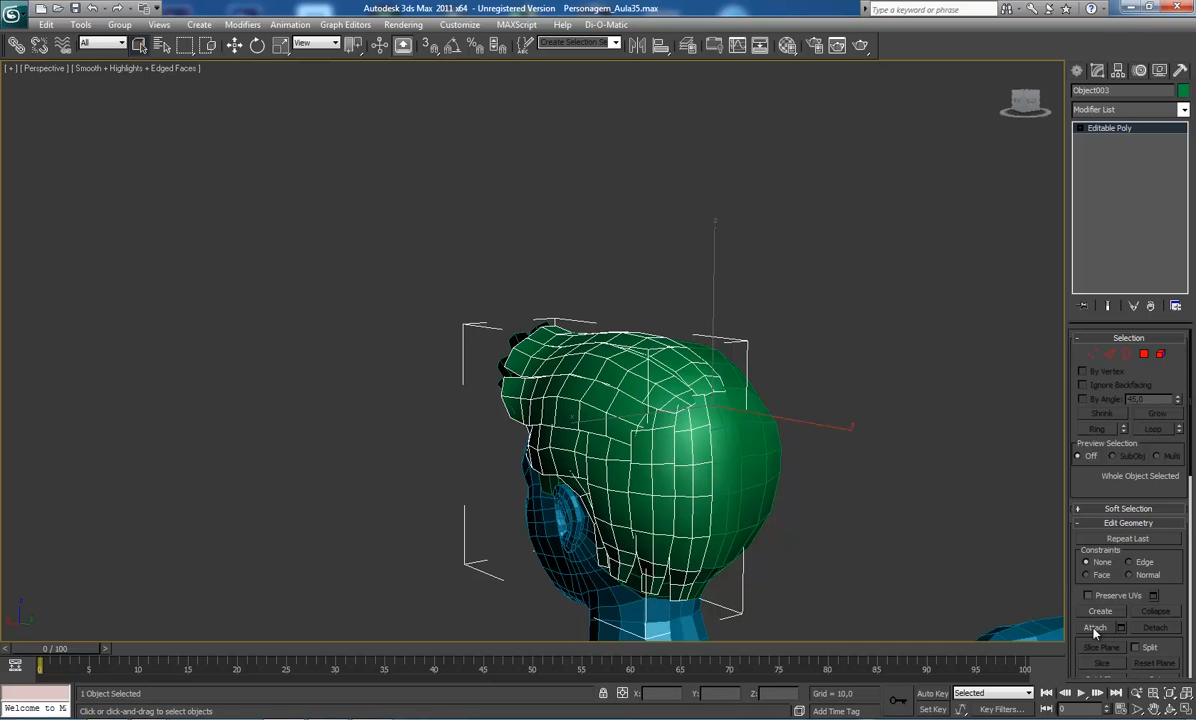 Autodesk 3ds Max 2011 x64 - Unregistered Version Personagem_Aula35.max
Type a keyword or phrase
Edit Tools Group Views Create Modifiers Animation Graph Editors Rendering Customize MAXScript Help Di-O-Matic
All
View
Create Selection Se
[ + ] [ Perspective ] [ Smooth + Highlights + Edged Faces ]
Object003
Modifier List
Editable Poly
Selection
By Vertex
Ignore Backfacing
By Angle: 45,0
Shrink Grow
Ring Loop
Preview Selection
Off SubObj Multi
Whole Object Selected
Soft Selection
Edit Geometry
Repeat Last
Constraints
None Edge
Face Normal
Preserve UVs
Create Collapse
Attach Detach
Slice Plane Split
Slice Reset Plane
0 / 100
0 5 10 15 20 25 30 35 40 45 50 55 60 65 70 75 80 85 90 95 100
1 Object Selected X: Y: Z: Grid = 10,0 Auto Key Selected
Welcome to M Click or click-and-drag to select objects Add Time Tag Set Key Key Filters... 0